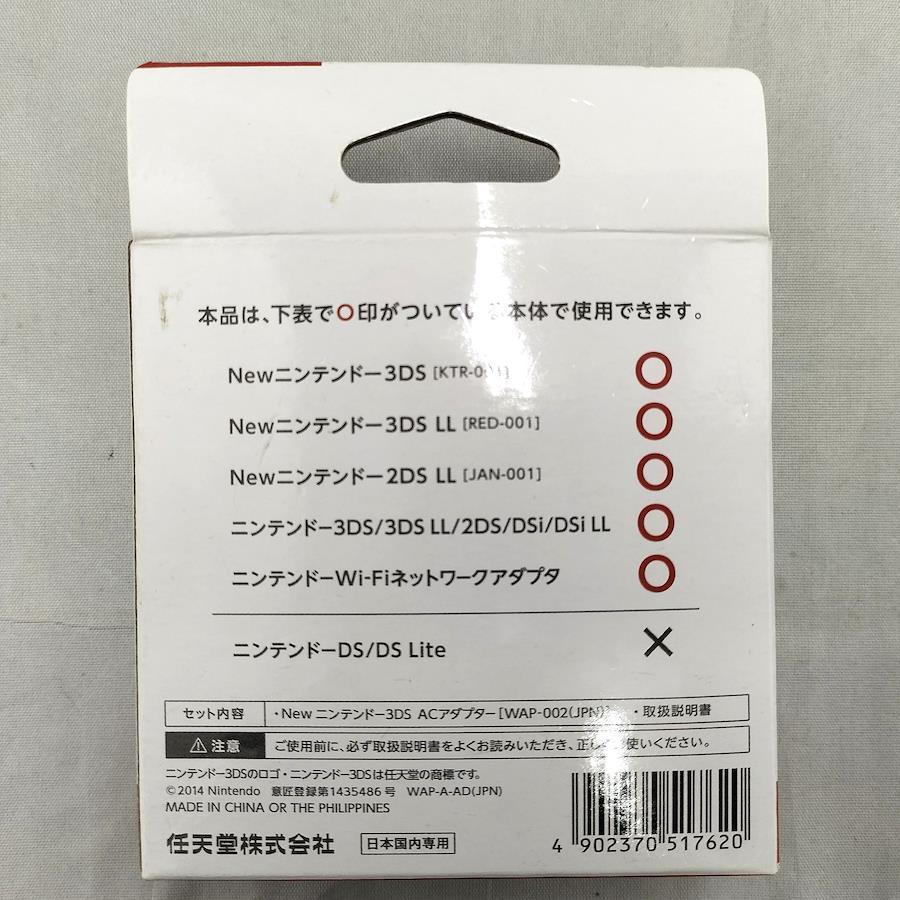 本品は、下表で〇印がついている本体で使用できます。
Newニンテンドー3DS [KTR-001] 〇
Newニンテンドー3DS LL [RED-001] 〇
Newニンテンドー2DS LL [JAN-001] 〇
ニンテンドー3DS/3DS LL/2DS/DSi/DSi LL 〇
ニンテンドーWi-Fiネットワークアダプタ 〇
ニンテンドーDS/DS Lite ×
セット内容 ・New ニンテンドー3DS ACアダプター[WAP-002(JPN)] ・取扱説明書
注意 ご使用前に、必ず取扱説明書をよくお読みいただき、正しくお使いください。
ニンテンドー3DSのロゴ・ニンテンドー3DSは任天堂の商標です。
©2014 Nintendo 意匠登録第1435486号 WAP-A-AD(JPN)
MADE IN CHINA OR THE PHILIPPINES
任天堂株式会社 日本国内専用
4 902370 517620